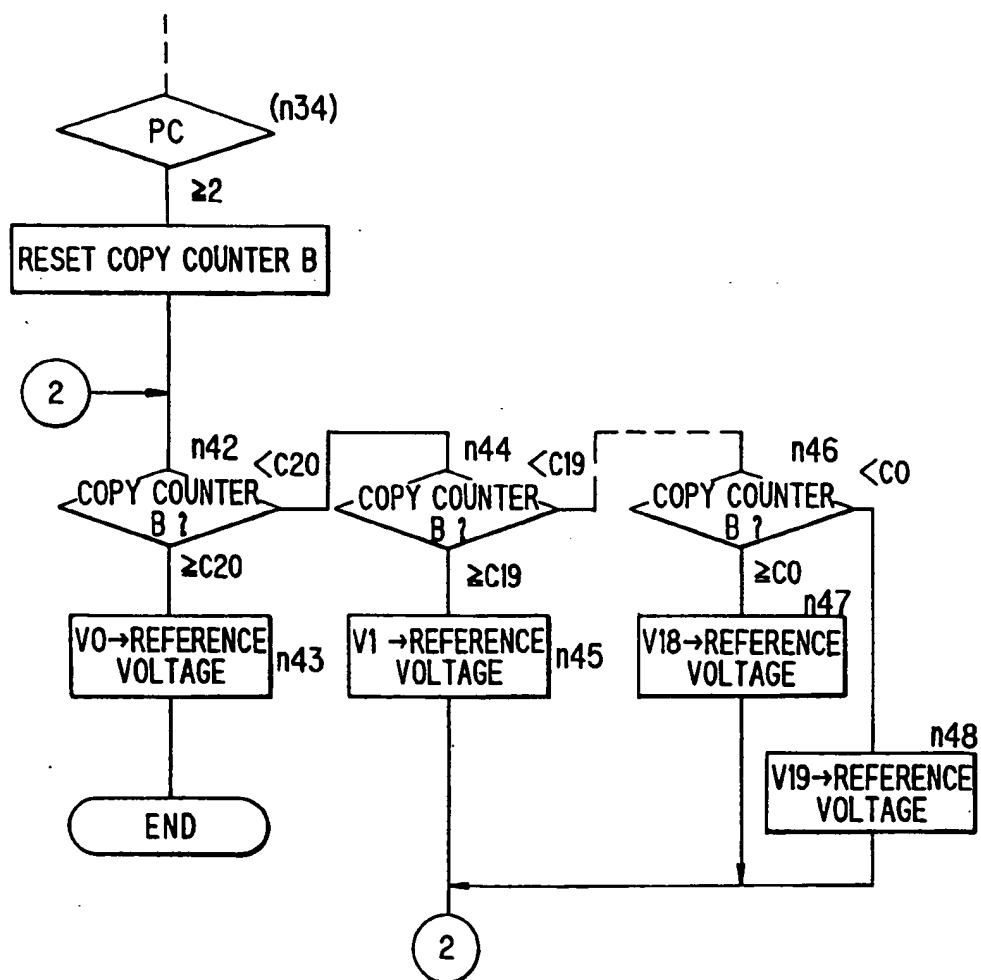 (n34)
PC
≧2
RESET COPY COUNTER B
2
n42
<C20
COPY COUNTER
B ?
≧C20
V0→REFERENCE
VOLTAGE
n43
END
n44
<C19
COPY COUNTER
B ?
≧C19
V1→REFERENCE
VOLTAGE
n45
n46
<C0
COPY COUNTER
B ?
≧C0
n47
V18→REFERENCE
VOLTAGE
n48
V19→REFERENCE
VOLTAGE
2